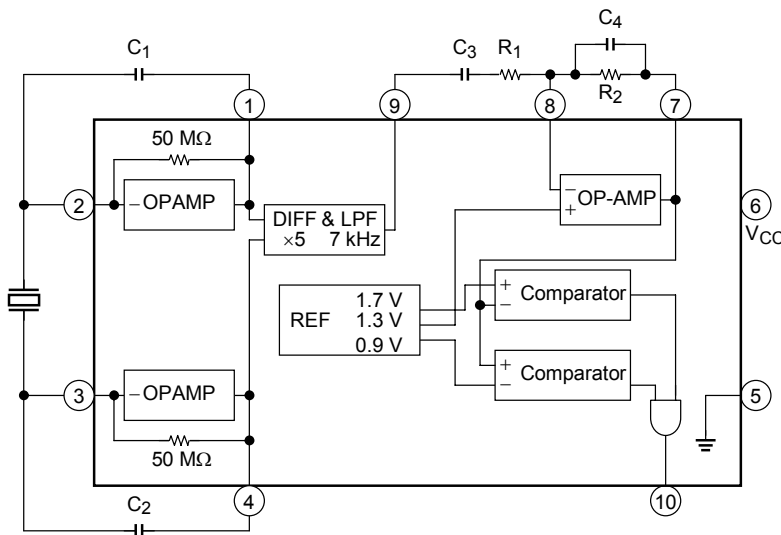 C1
C3
R1
C4
R2
1
9
8
7
50 MΩ
2
− OPAMP
DIFF & LPF
×5 7 kHz
−
+
OP-AMP
6
VCC
REF
1.7 V
1.3 V
0.9 V
+
−
Comparator
+
−
Comparator
3
− OPAMP
50 MΩ
5
C2
4
10